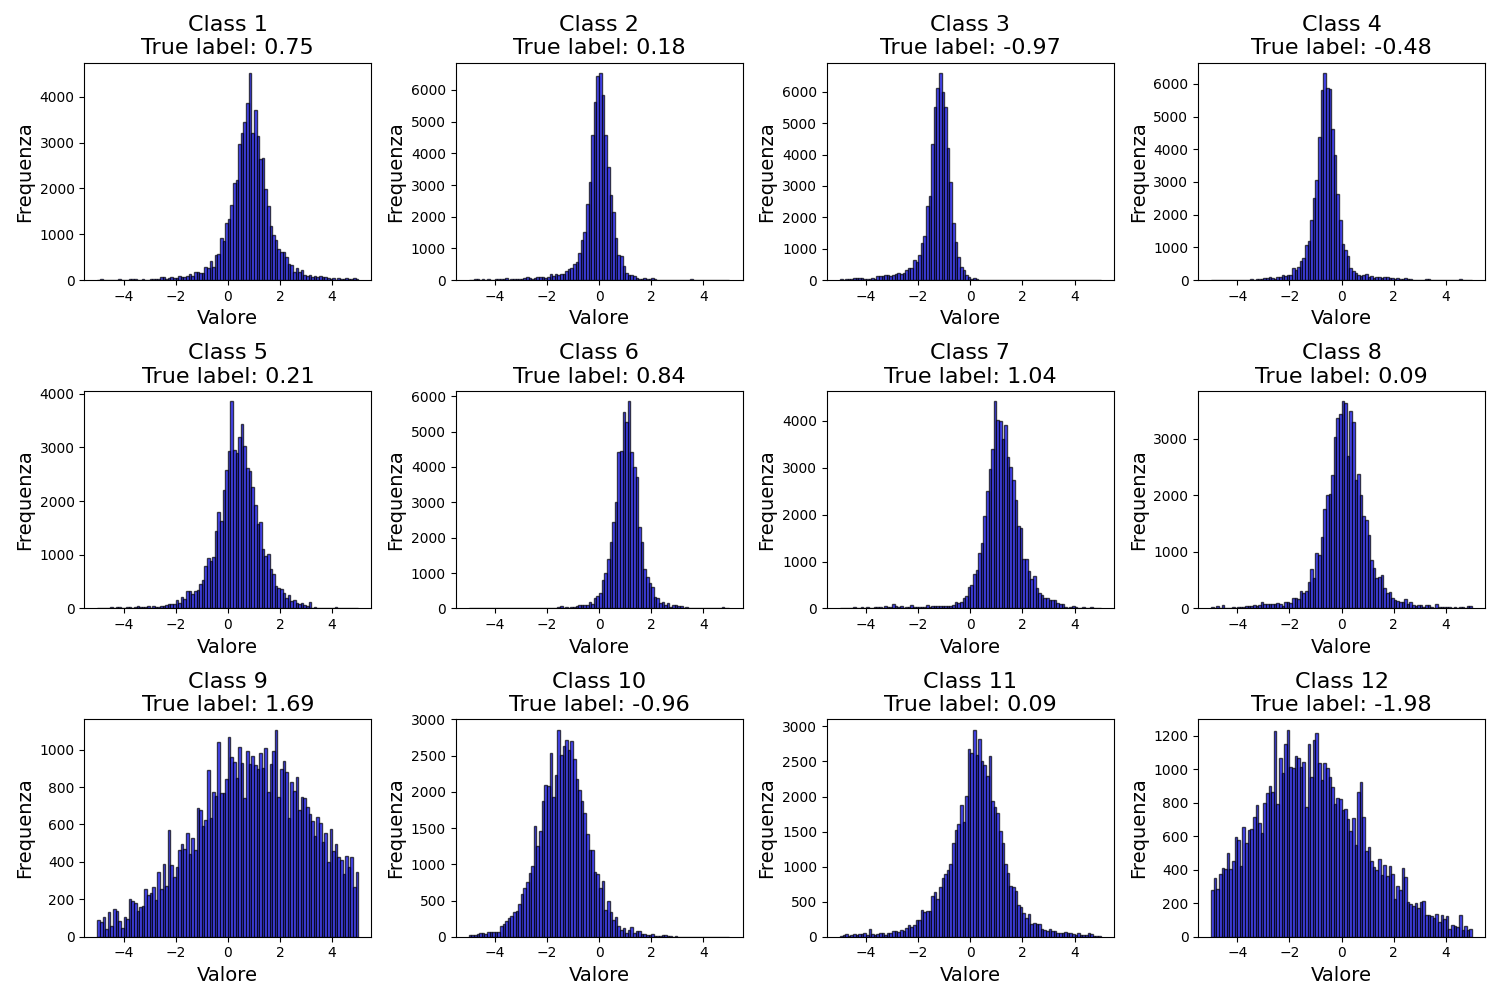 Class 1
True label: 0.75
Frequenza
4000
3000
2000
1000
0
−4 −2 0 2 4
Valore
Class 2
True label: 0.18
Frequenza
6000
5000
4000
3000
2000
1000
0
−4 −2 0 2 4
Valore
Class 3
True label: -0.97
Frequenza
6000
5000
4000
3000
2000
1000
0
−4 −2 0 2 4
Valore
Class 4
True label: -0.48
Frequenza
6000
5000
4000
3000
2000
1000
0
−4 −2 0 2 4
Valore
Class 5
True label: 0.21
Frequenza
4000
3000
2000
1000
0
−4 −2 0 2 4
Valore
Class 6
True label: 0.84
Frequenza
6000
5000
4000
3000
2000
1000
0
−4 −2 0 2 4
Valore
Class 7
True label: 1.04
Frequenza
4000
3000
2000
1000
0
−4 −2 0 2 4
Valore
Class 8
True label: 0.09
Frequenza
3000
2000
1000
0
−4 −2 0 2 4
Valore
Class 9
True label: 1.69
Frequenza
1000
800
600
400
200
0
−4 −2 0 2 4
Valore
Class 10
True label: -0.96
Frequenza
3000
2500
2000
1500
1000
500
0
−4 −2 0 2 4
Valore
Class 11
True label: 0.09
Frequenza
3000
2500
2000
1500
1000
500
0
−4 −2 0 2 4
Valore
Class 12
True label: -1.98
Frequenza
1200
1000
800
600
400
200
0
−4 −2 0 2 4
Valore